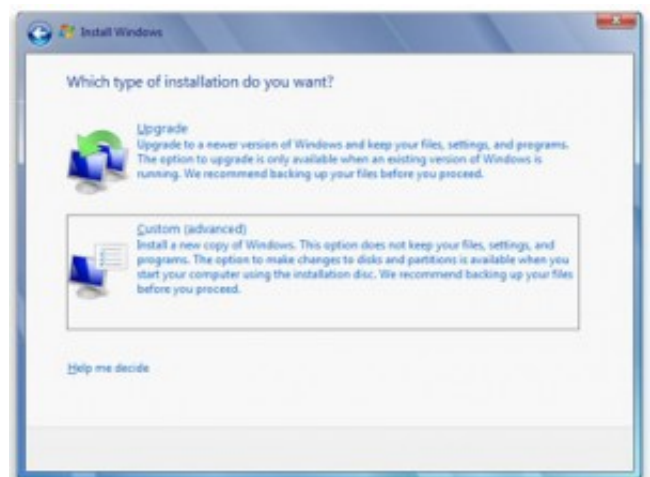 Install Windows
Which type of installation do you want?
Upgrade
Upgrade to a newer version of Windows and keep your files, settings, and programs.
The option to upgrade is only available when an existing version of Windows is
running. We recommend backing up your files before you proceed.
Custom (advanced)
Install a new copy of Windows. This option does not keep your files, settings, and
programs. The option to make changes to disks and partitions is available when you
start your computer using the installation disc. We recommend backing up your files
before you proceed.
Help me decide